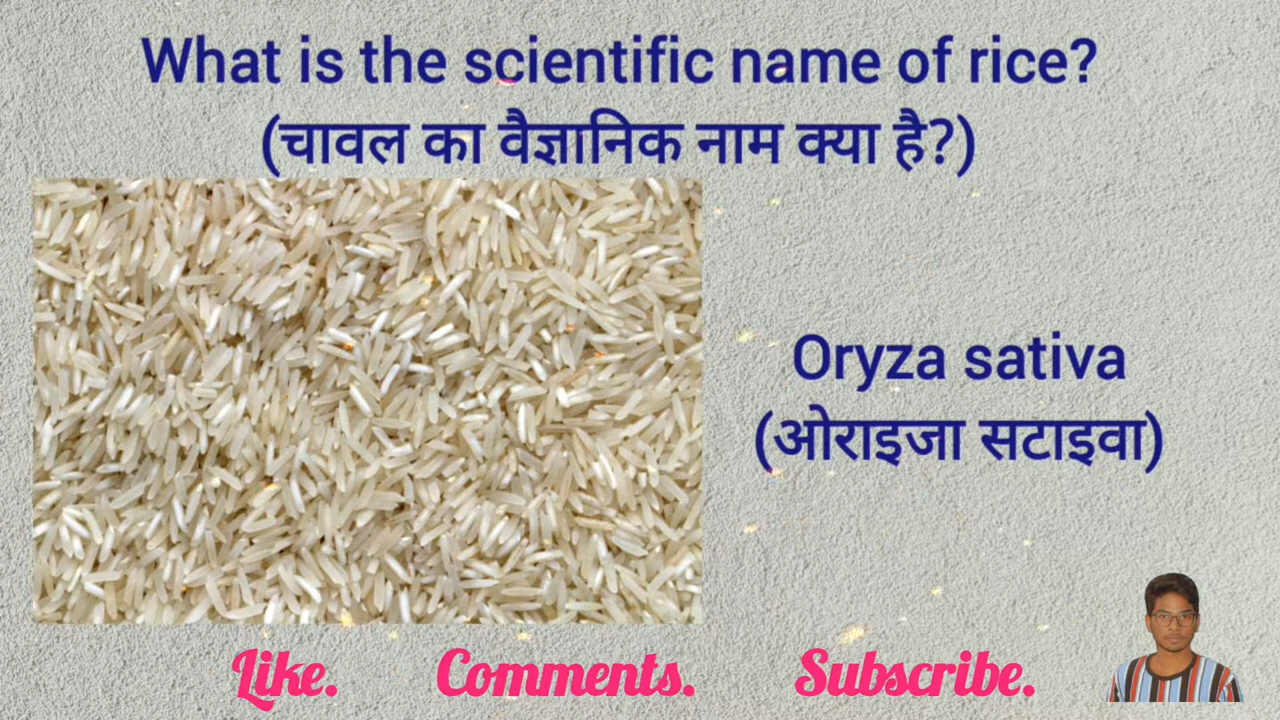 What is the scientific name of rice?
(चावल का वैज्ञानिक नाम क्या है?)
Oryza sativa
(ओराइजा सटाइवा)
Like. Comments. Subscribe.